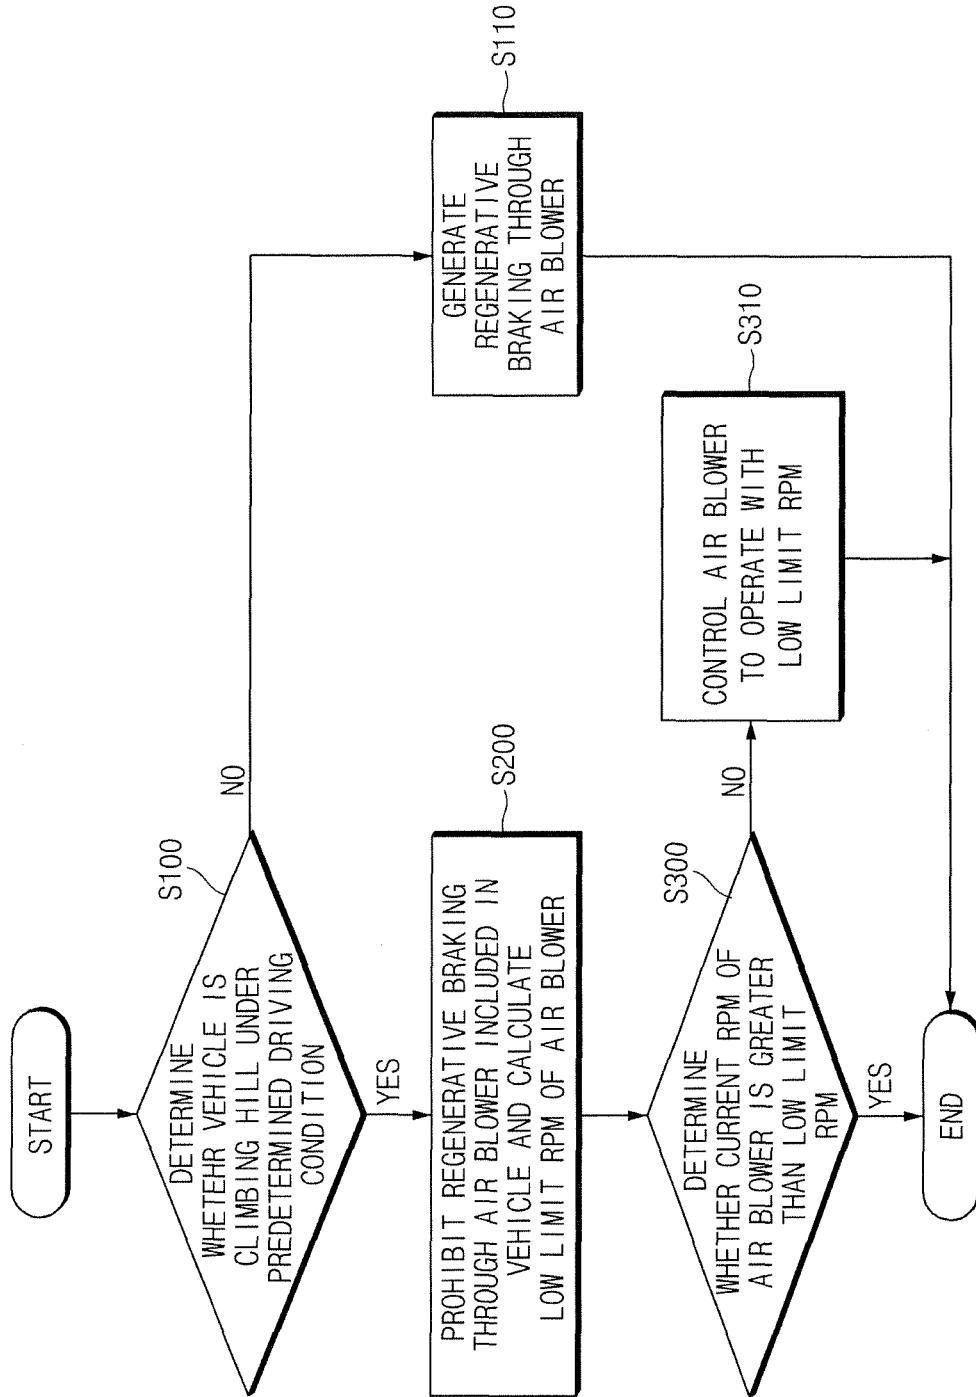 START
S100
DETERMINE
WHETEHR VEHICLE IS
CLIMBING HILL UNDER
PREDETERMINED DRIVING
CONDITION
NO
YES
S110
GENERATE
REGENERATIVE
BRAKING THROUGH
AIR BLOWER
S200
PROHIBIT REGENERATIVE BRAKING
THROUGH AIR BLOWER INCLUDED IN
VEHICLE AND CALCULATE
LOW LIMIT RPM OF AIR BLOWER
S300
DETERMINE
WHETHER CURRENT RPM OF
AIR BLOWER IS GREATER
THAN LOW LIMIT
RPM
NO
YES
S310
CONTROL AIR BLOWER
TO OPERATE WITH
LOW LIMIT RPM
END